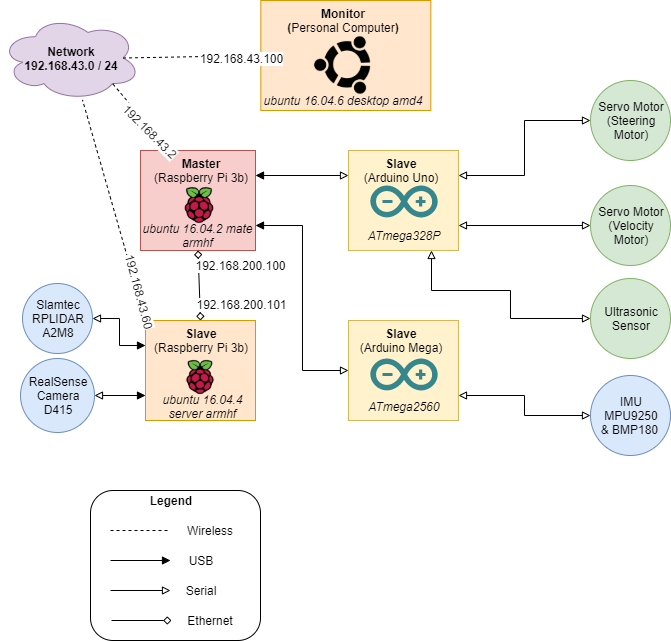 Monitor
(Personal Computer)
ubuntu 16.04.6 desktop amd4
Network
192.168.43.0 / 24
192.168.43.100
192.168.43.2
192.168.43.60
Master
(Raspberry Pi 3b)
ubuntu 16.04.2 mate
armhf
192.168.200.100
192.168.200.101
Slave
(Raspberry Pi 3b)
ubuntu 16.04.4
server armhf
Slave
(Arduino Uno)
ATmega328P
Slave
(Arduino Mega)
ATmega2560
Servo Motor
(Steering
Motor)
Servo Motor
(Velocity
Motor)
Ultrasonic
Sensor
IMU
MPU9250
& BMP180
Slamtec
RPLIDAR
A2M8
RealSense
Camera
D415
Legend
Wireless
USB
Serial
Ethernet